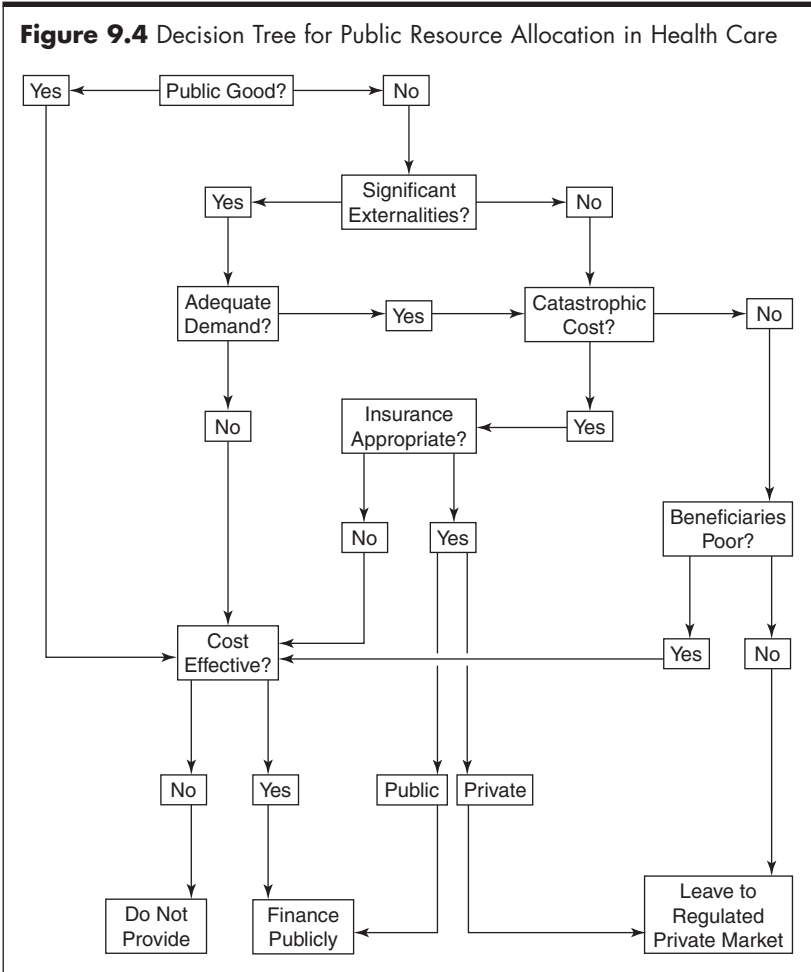 Figure 9.4 Decision Tree for Public Resource Allocation in Health Care
Yes
Public Good?
No
Significant
Externalities?
Yes
No
Adequate
Demand?
Yes
Catastrophic
Cost?
No
No
Insurance
Appropriate?
Yes
No
Yes
Beneficiaries
Poor?
Cost
Effective?
Yes
No
No
Yes
Public
Private
Do Not
Provide
Finance
Publicly
Leave to
Regulated
Private Market